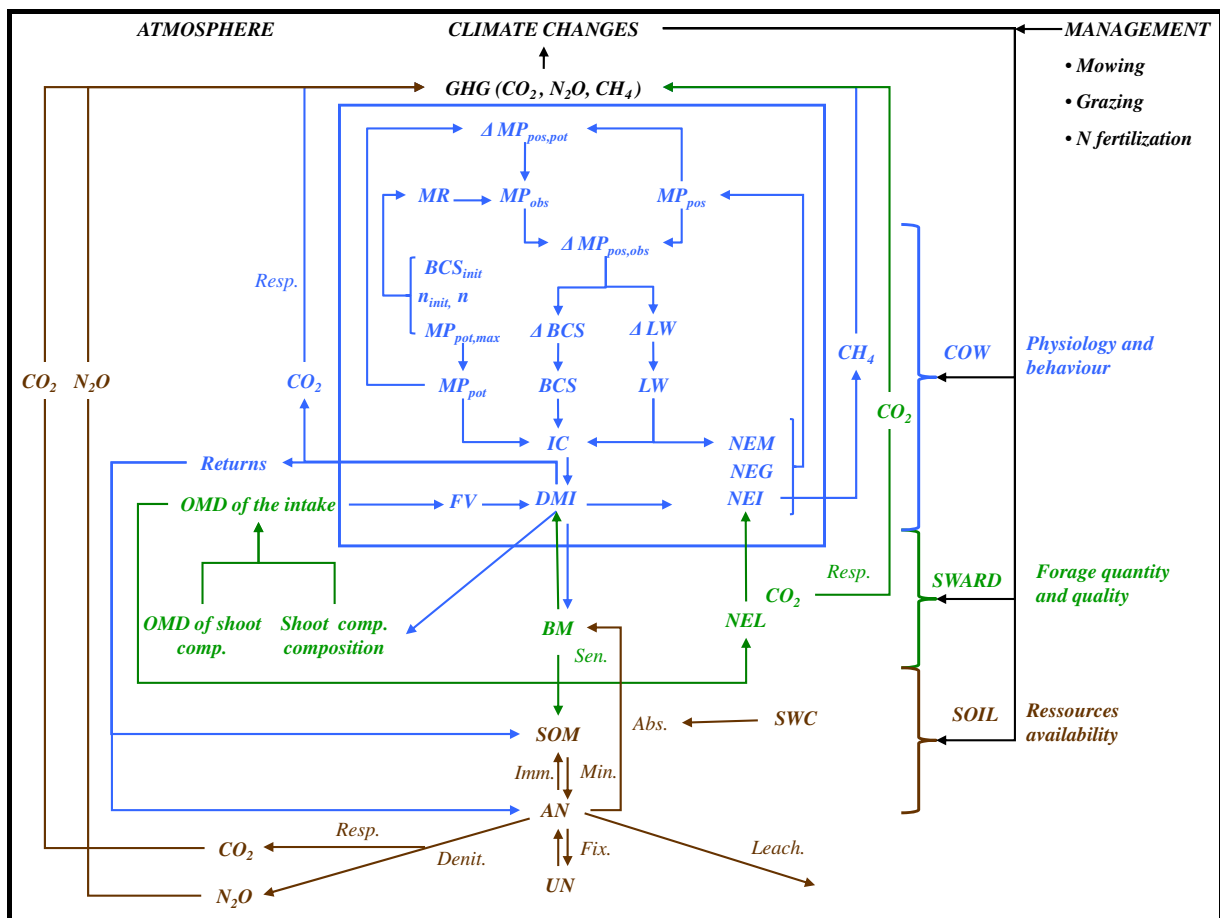 ATMOSPHERE
CLIMATE CHANGES
MANAGEMENT
• Mowing
• Grazing
• N fertilization
GHG (CO₂, N₂O, CH₄)
Δ MPpos,pot
MR
MPobs
MPpos
Δ MPpos,obs
BCSinit
ninit, n
MPpot,max
Resp.
Δ BCS
Δ LW
CH₄
COW
Physiology and
behaviour
CO₂
N₂O
CO₂
MPpot
BCS
LW
CO₂
IC
NEM
NEG
NEI
Returns
OMD of the intake
FV
DMI
Resp.
SWARD
Forage quantity
and quality
CO₂
OMD of shoot
comp.
Shoot comp.
composition
BM
NEL
Sen.
SOM
Abs.
SWC
SOIL
Ressources
availability
Imm.
Min.
AN
Resp.
CO₂
Denit.
Fix.
Leach.
UN
N₂O